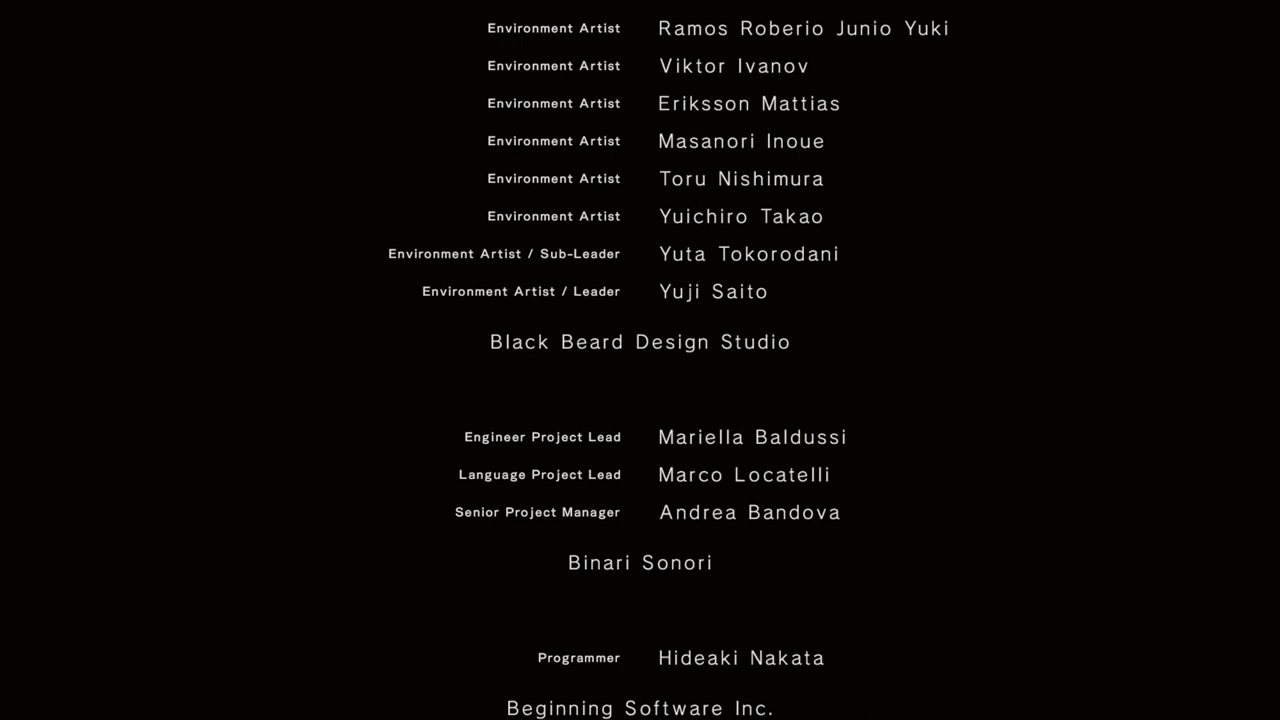 Environment Artist Ramos Roberio Junio Yuki
Environment Artist Viktor Ivanov
Environment Artist Eriksson Mattias
Environment Artist Masanori Inoue
Environment Artist Toru Nishimura
Environment Artist Yuichiro Takao
Environment Artist / Sub-Leader Yuta Tokorodani
Environment Artist / Leader Yuji Saito
Black Beard Design Studio
Engineer Project Lead Mariella Baldussi
Language Project Lead Marco Locatelli
Senior Project Manager Andrea Bandova
Binari Sonori
Programmer Hideaki Nakata
Beginning Software Inc.